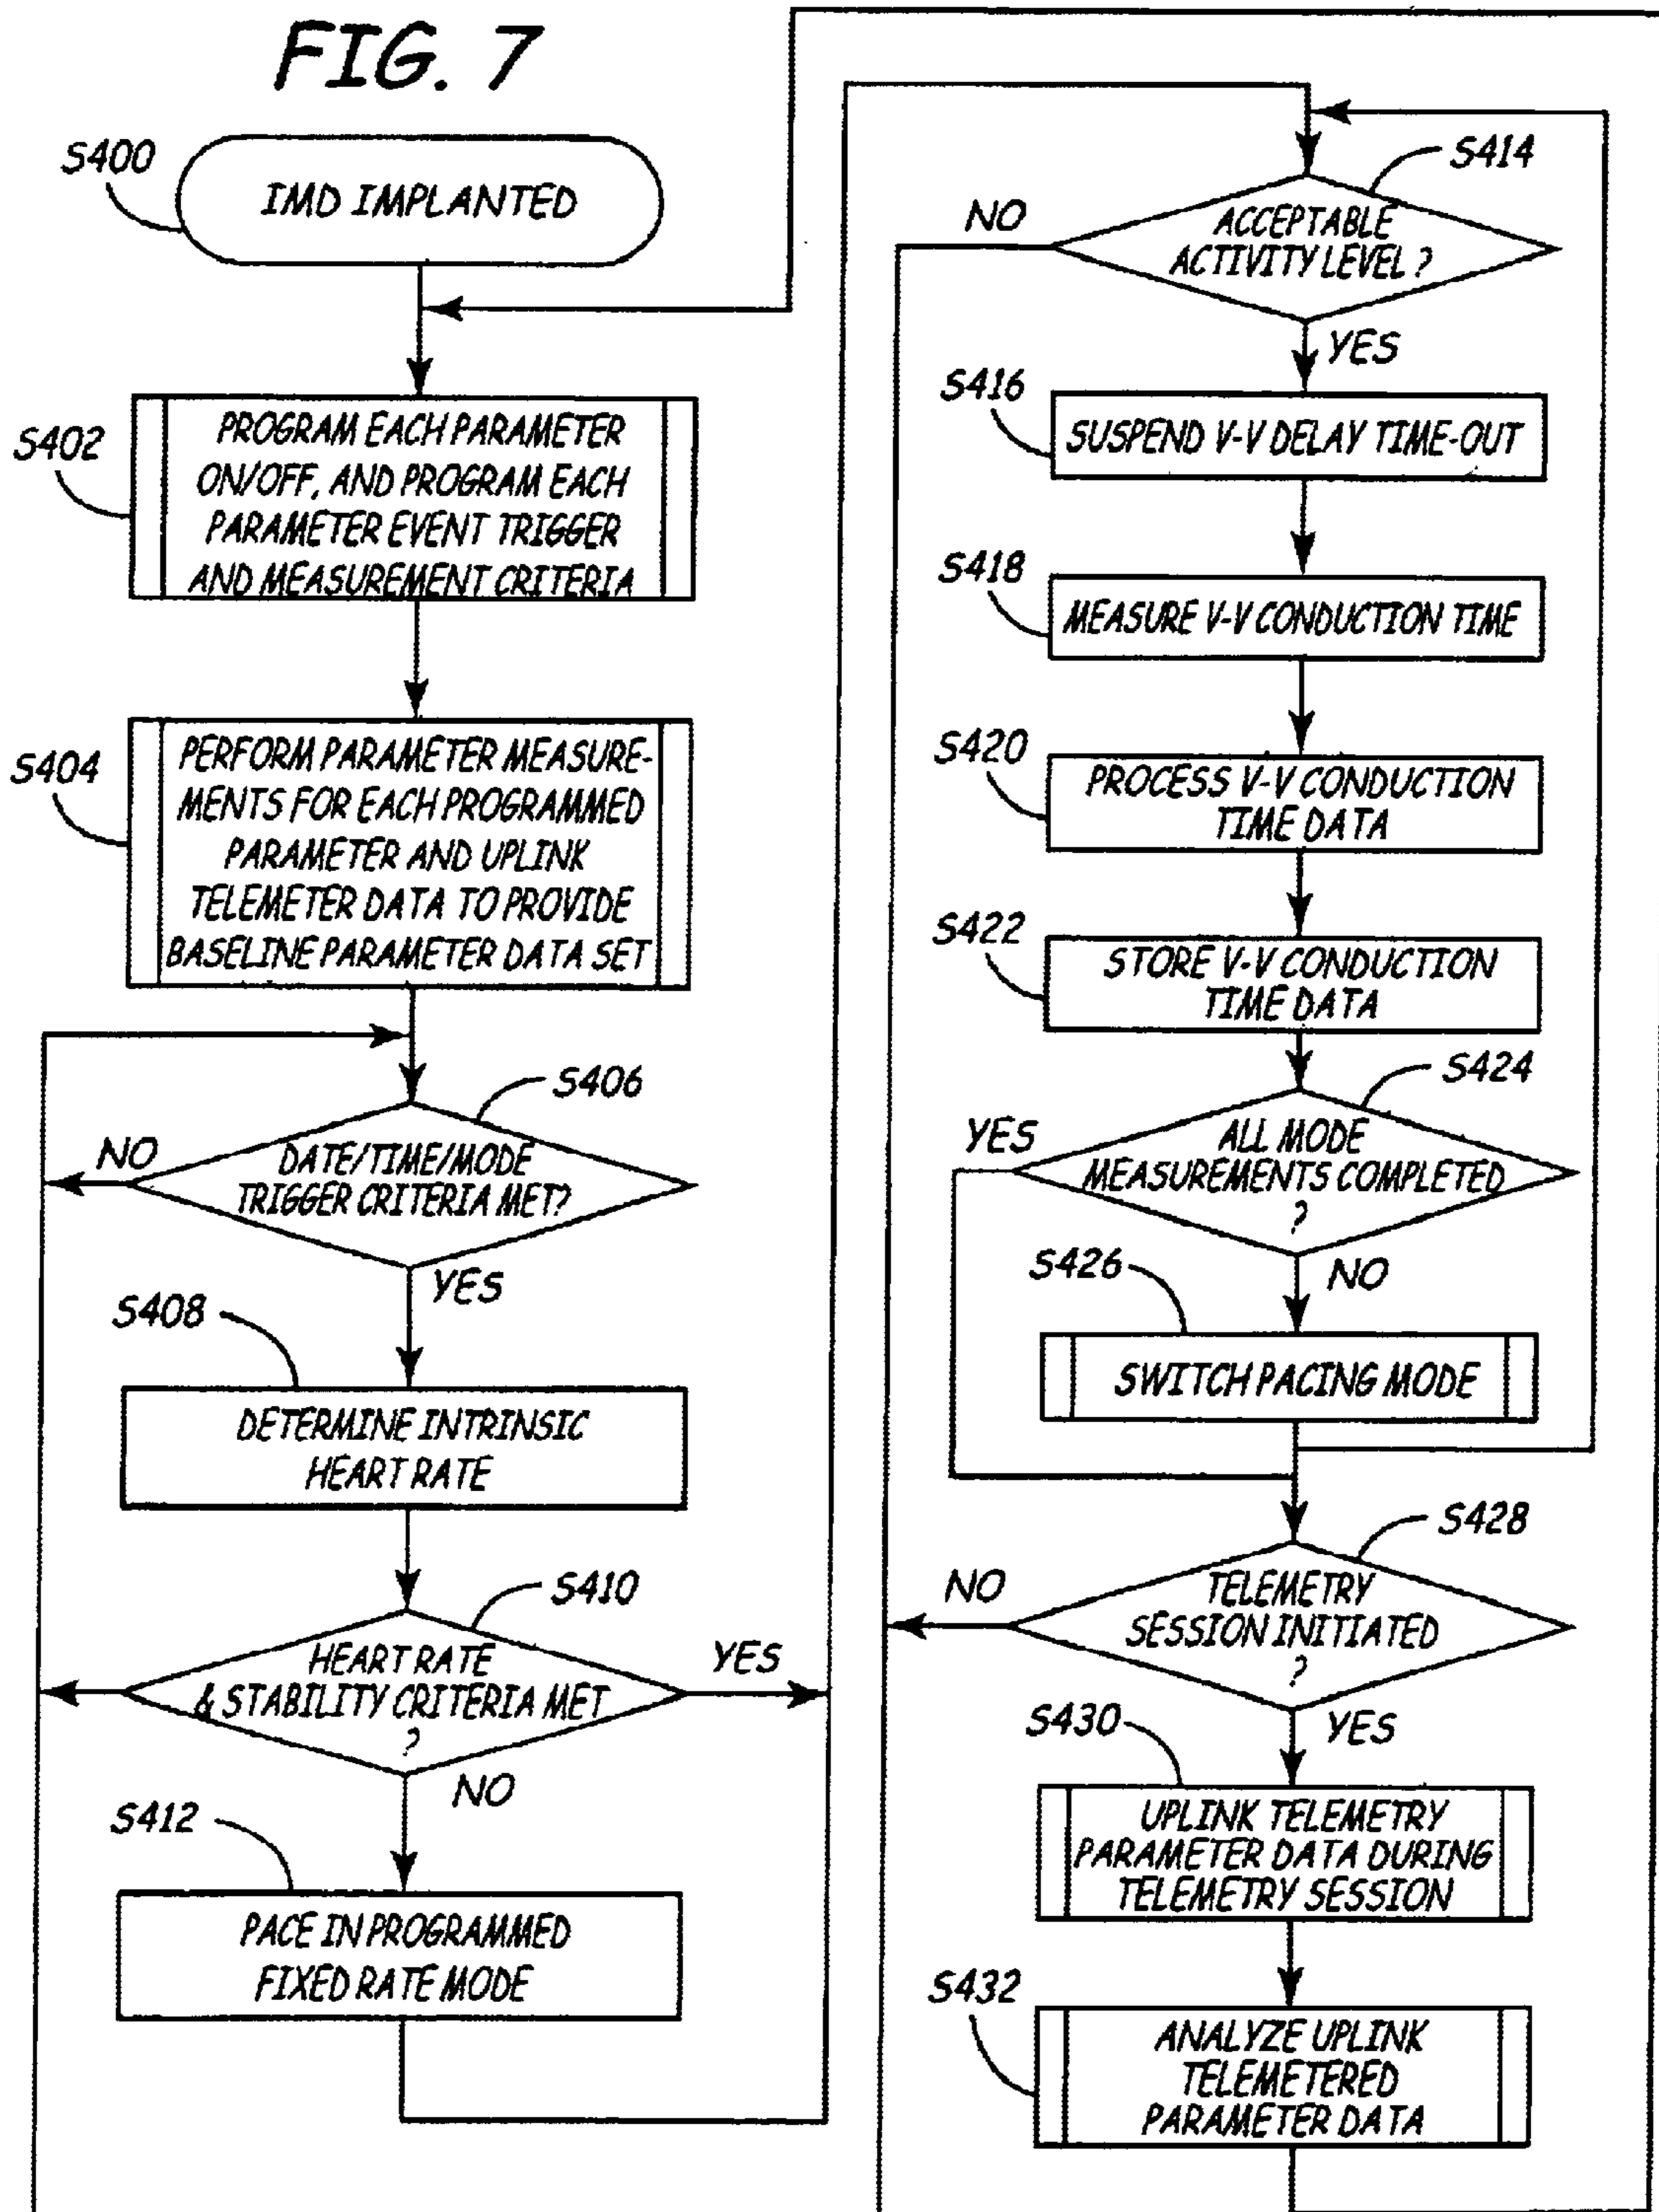 FIG. 7
S400
IMD IMPLANTED
S402
PROGRAM EACH PARAMETER
ON/OFF, AND PROGRAM EACH
PARAMETER EVENT TRIGGER
AND MEASUREMENT CRITERIA
S404
PERFORM PARAMETER MEASURE-
MENTS FOR EACH PROGRAMMED
PARAMETER AND UPLINK
TELEMETER DATA TO PROVIDE
BASELINE PARAMETER DATA SET
S406
NO
DATE/TIME/MODE
TRIGGER CRITERIA MET?
YES
S408
DETERMINE INTRINSIC
HEART RATE
S410
HEART RATE
& STABILITY CRITERIA MET
?
YES
NO
S412
PACE IN PROGRAMMED
FIXED RATE MODE
S414
NO
ACCEPTABLE
ACTIVITY LEVEL ?
YES
S416
SUSPEND V-V DELAY TIME-OUT
S418
MEASURE V-V CONDUCTION TIME
S420
PROCESS V-V CONDUCTION
TIME DATA
S422
STORE V-V CONDUCTION
TIME DATA
S424
YES
ALL MODE
MEASUREMENTS COMPLETED
?
NO
S426
SWITCH PACING MODE
S428
NO
TELEMETRY
SESSION INITIATED
?
YES
S430
UPLINK TELEMETRY
PARAMETER DATA DURING
TELEMETRY SESSION
S432
ANALYZE UPLINK
TELEMETERED
PARAMETER DATA